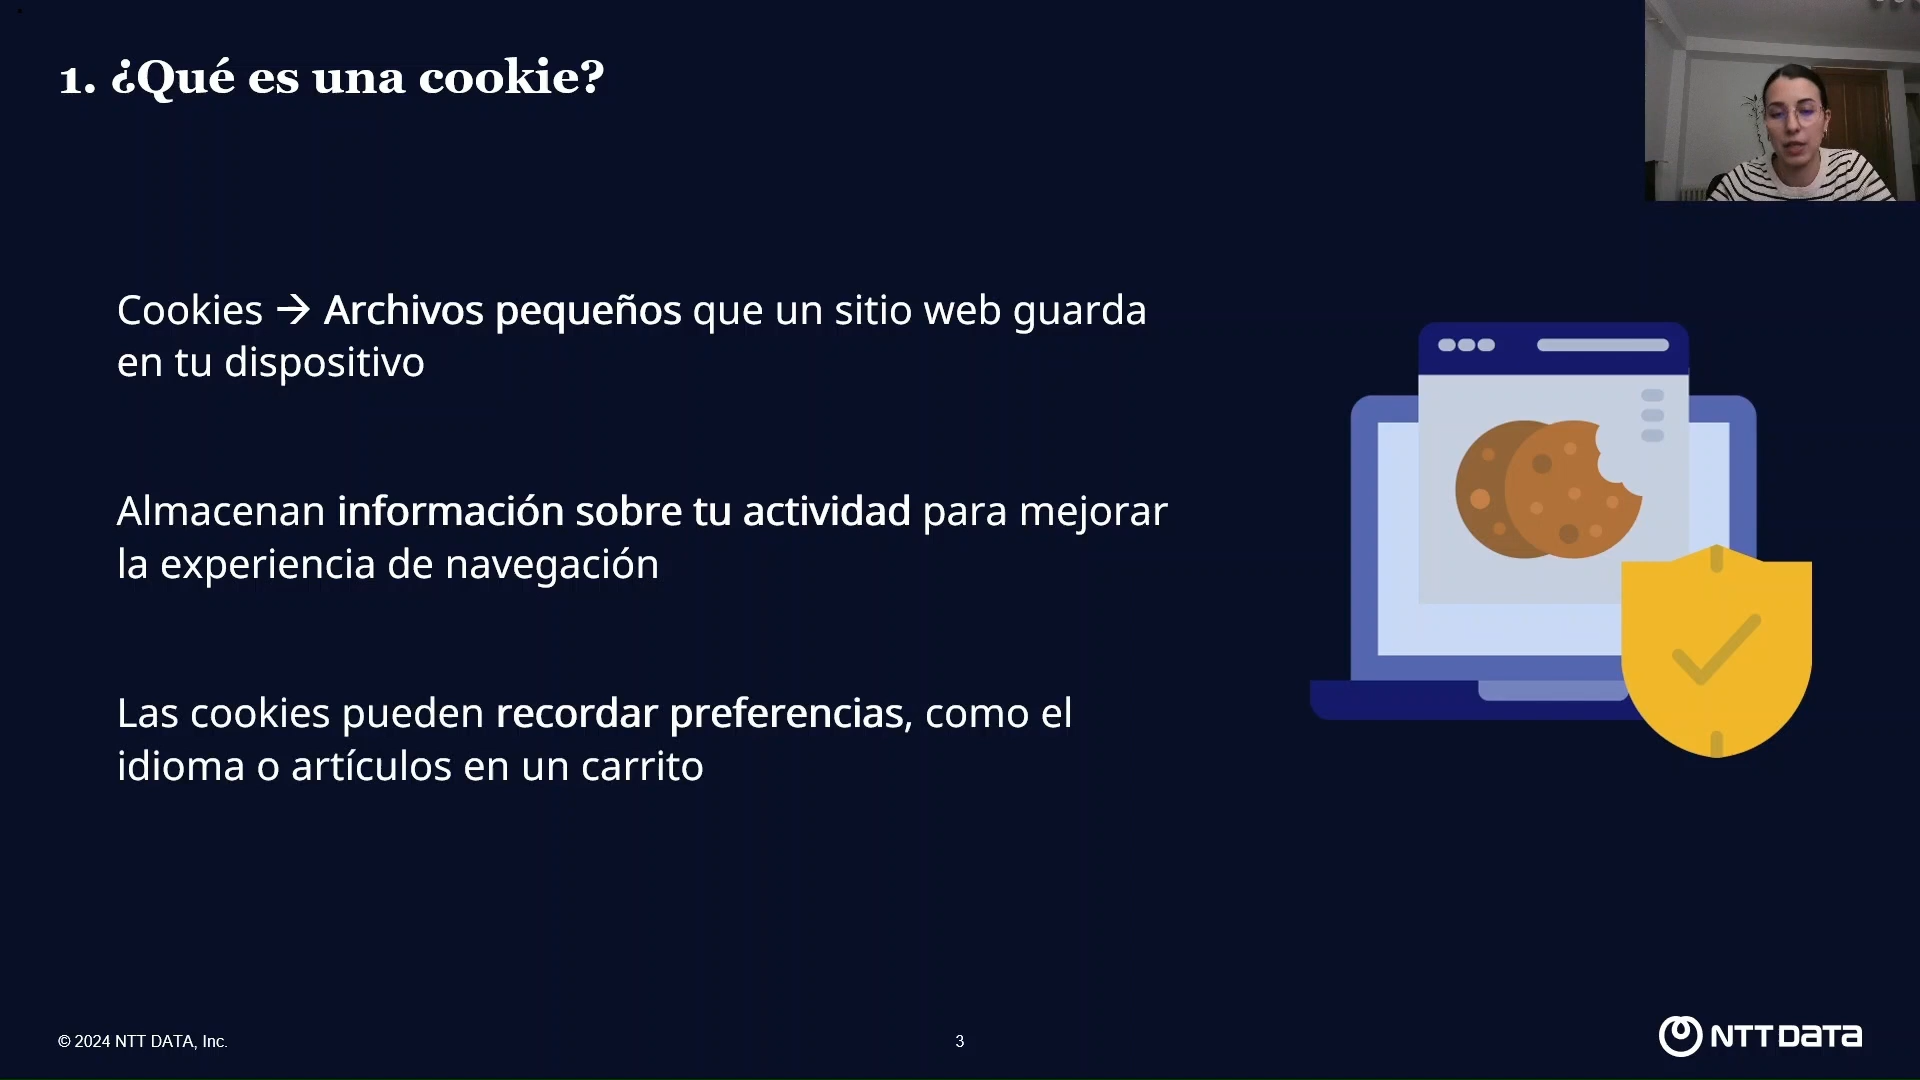 1. ¿Qué es una cookie?
Cookies → Archivos pequeños que un sitio web guarda
en tu dispositivo
Almacenan información sobre tu actividad para mejorar
la experiencia de navegación
Las cookies pueden recordar preferencias, como el
idioma o artículos en un carrito
© 2024 NTT DATA, Inc.
3
NTT DATA